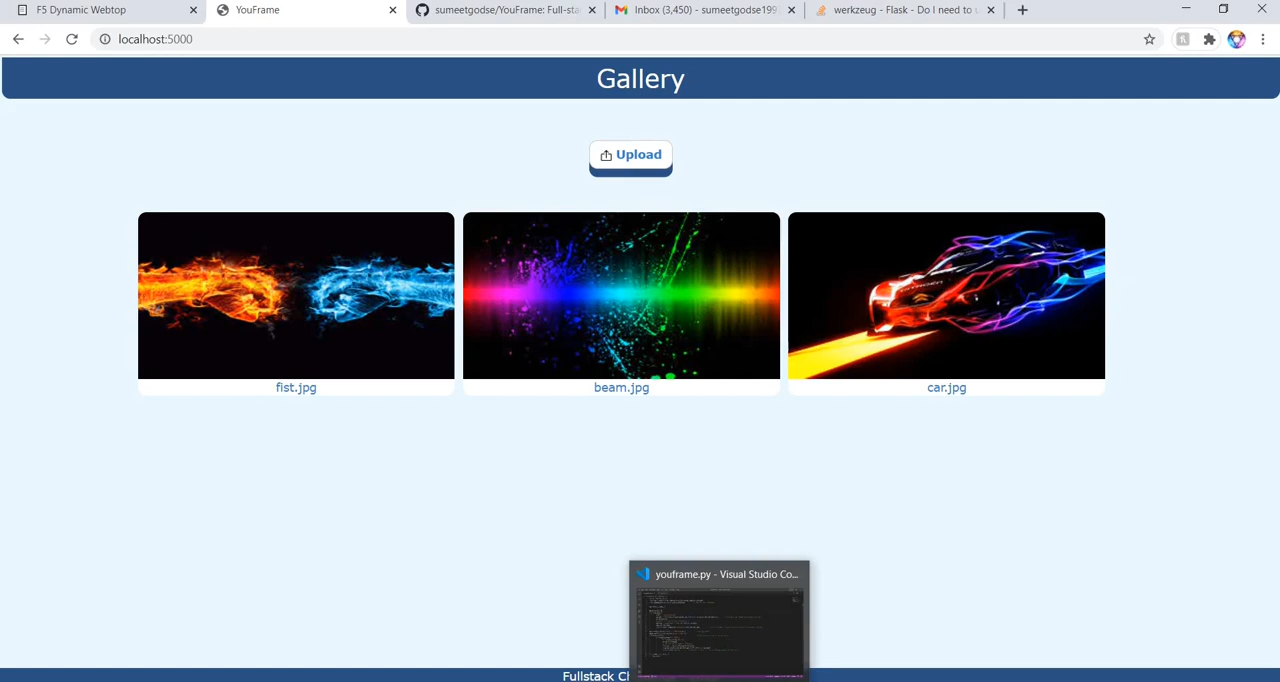 F5 Dynamic Webtop
YouFrame
sumeetgodse/YouFrame: Full-sta
Inbox (3,450) - sumeetgodse199
werkzeug - Flask - Do I need to
localhost:5000
Gallery
Upload
fist.jpg
beam.jpg
car.jpg
youframe.py - Visual Studio Co...
Fullstack Ch